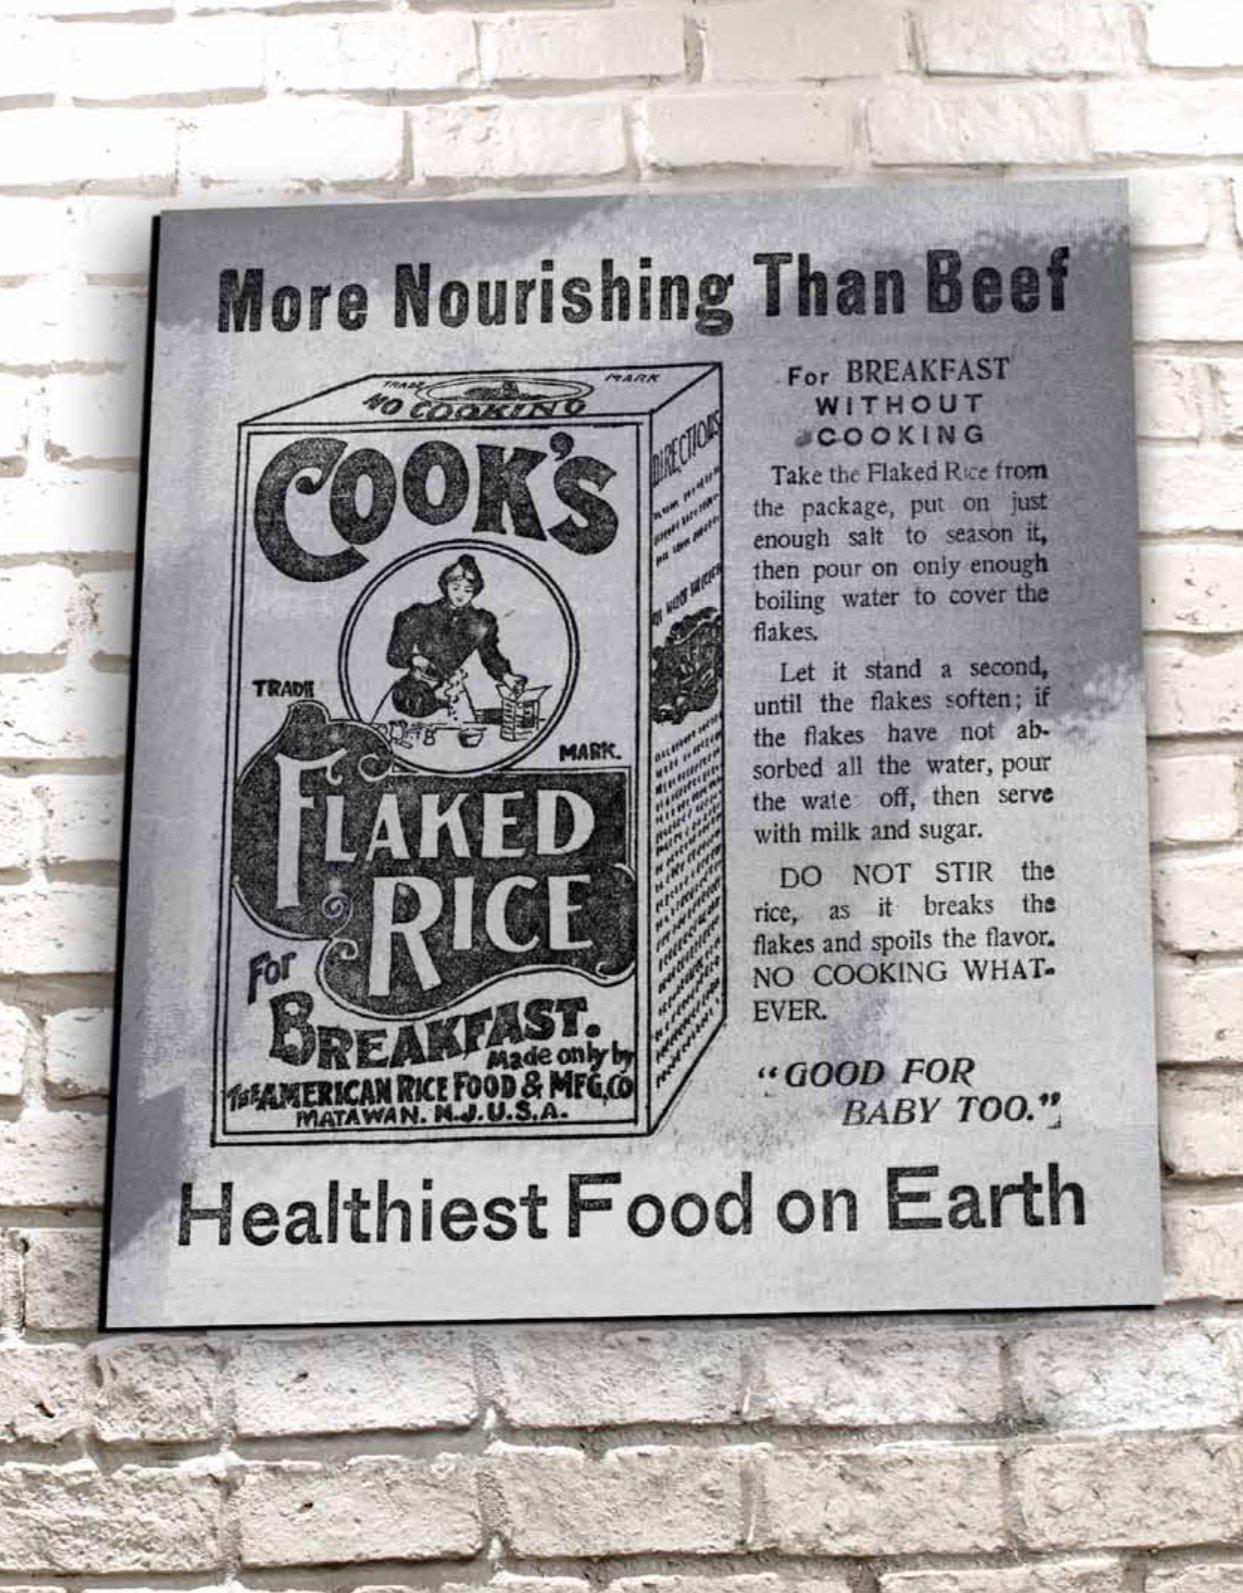 More Nourishing Than Beef
TRADE MARK
NO COOKING
COOK'S
TRADE
MARK.
FLAKED
RICE
For
BREAKFAST.
Made only by
THE AMERICAN RICE FOOD & MFG, CO
MATAWAN. N.J. U.S.A.
DIRECTIONS
For BREAKFAST
WITHOUT
COOKING
Take the Flaked Rice from
the package, put on just
enough salt to season it,
then pour on only enough
boiling water to cover the
flakes.
Let it stand a second,
until the flakes soften; if
the flakes have not ab-
sorbed all the water, pour
the wate off, then serve
with milk and sugar.
DO NOT STIR the
rice, as it breaks the
flakes and spoils the flavor.
NO COOKING WHAT-
EVER.
"GOOD FOR
BABY TOO."
Healthiest Food on Earth